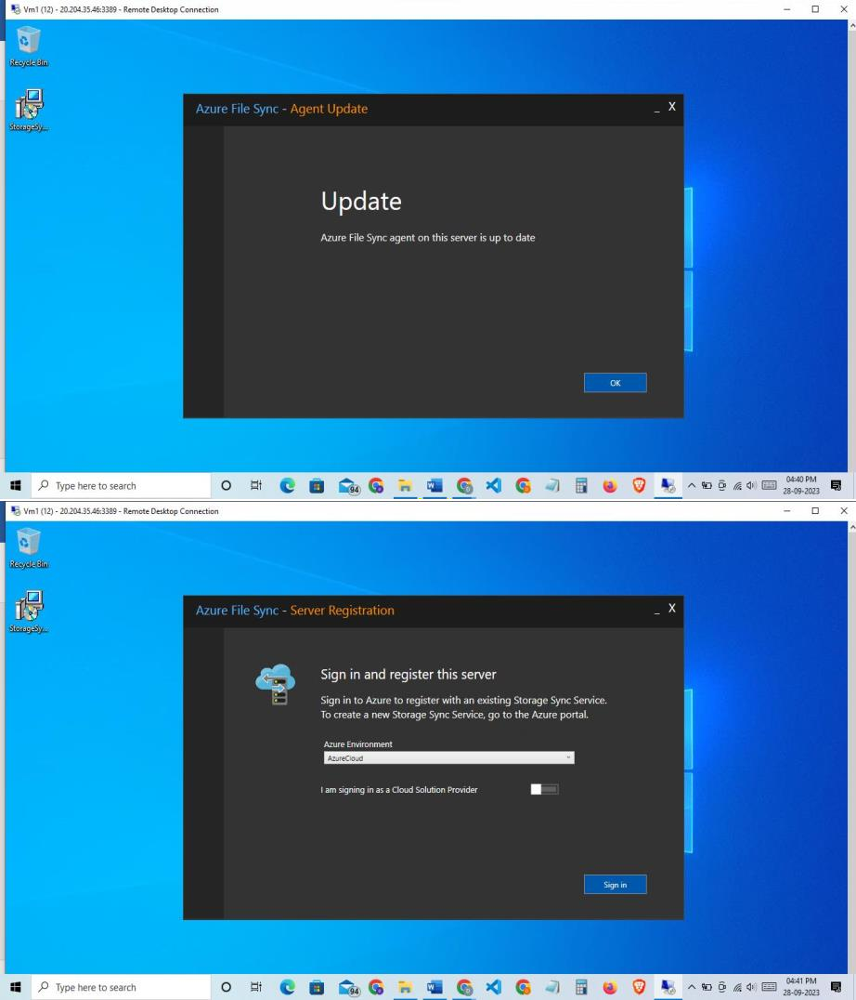 Vm1 (12) - 20.204.35.46:3389 - Remote Desktop Connection
Recycle Bin
StorageSy...
Azure File Sync - Agent Update
_ X
Update
Azure File Sync agent on this server is up to date
OK
Type here to search
94
04:40 PM
28-09-2023
Vm1 (12) - 20.204.35.46:3389 - Remote Desktop Connection
Recycle Bin
StorageSy...
Azure File Sync - Server Registration
_ X
Sign in and register this server
Sign in to Azure to register with an existing Storage Sync Service.
To create a new Storage Sync Service, go to the Azure portal.
Azure Environment
AzureCloud
I am signing in as a Cloud Solution Provider
Sign in
Type here to search
94
04:41 PM
28-09-2023